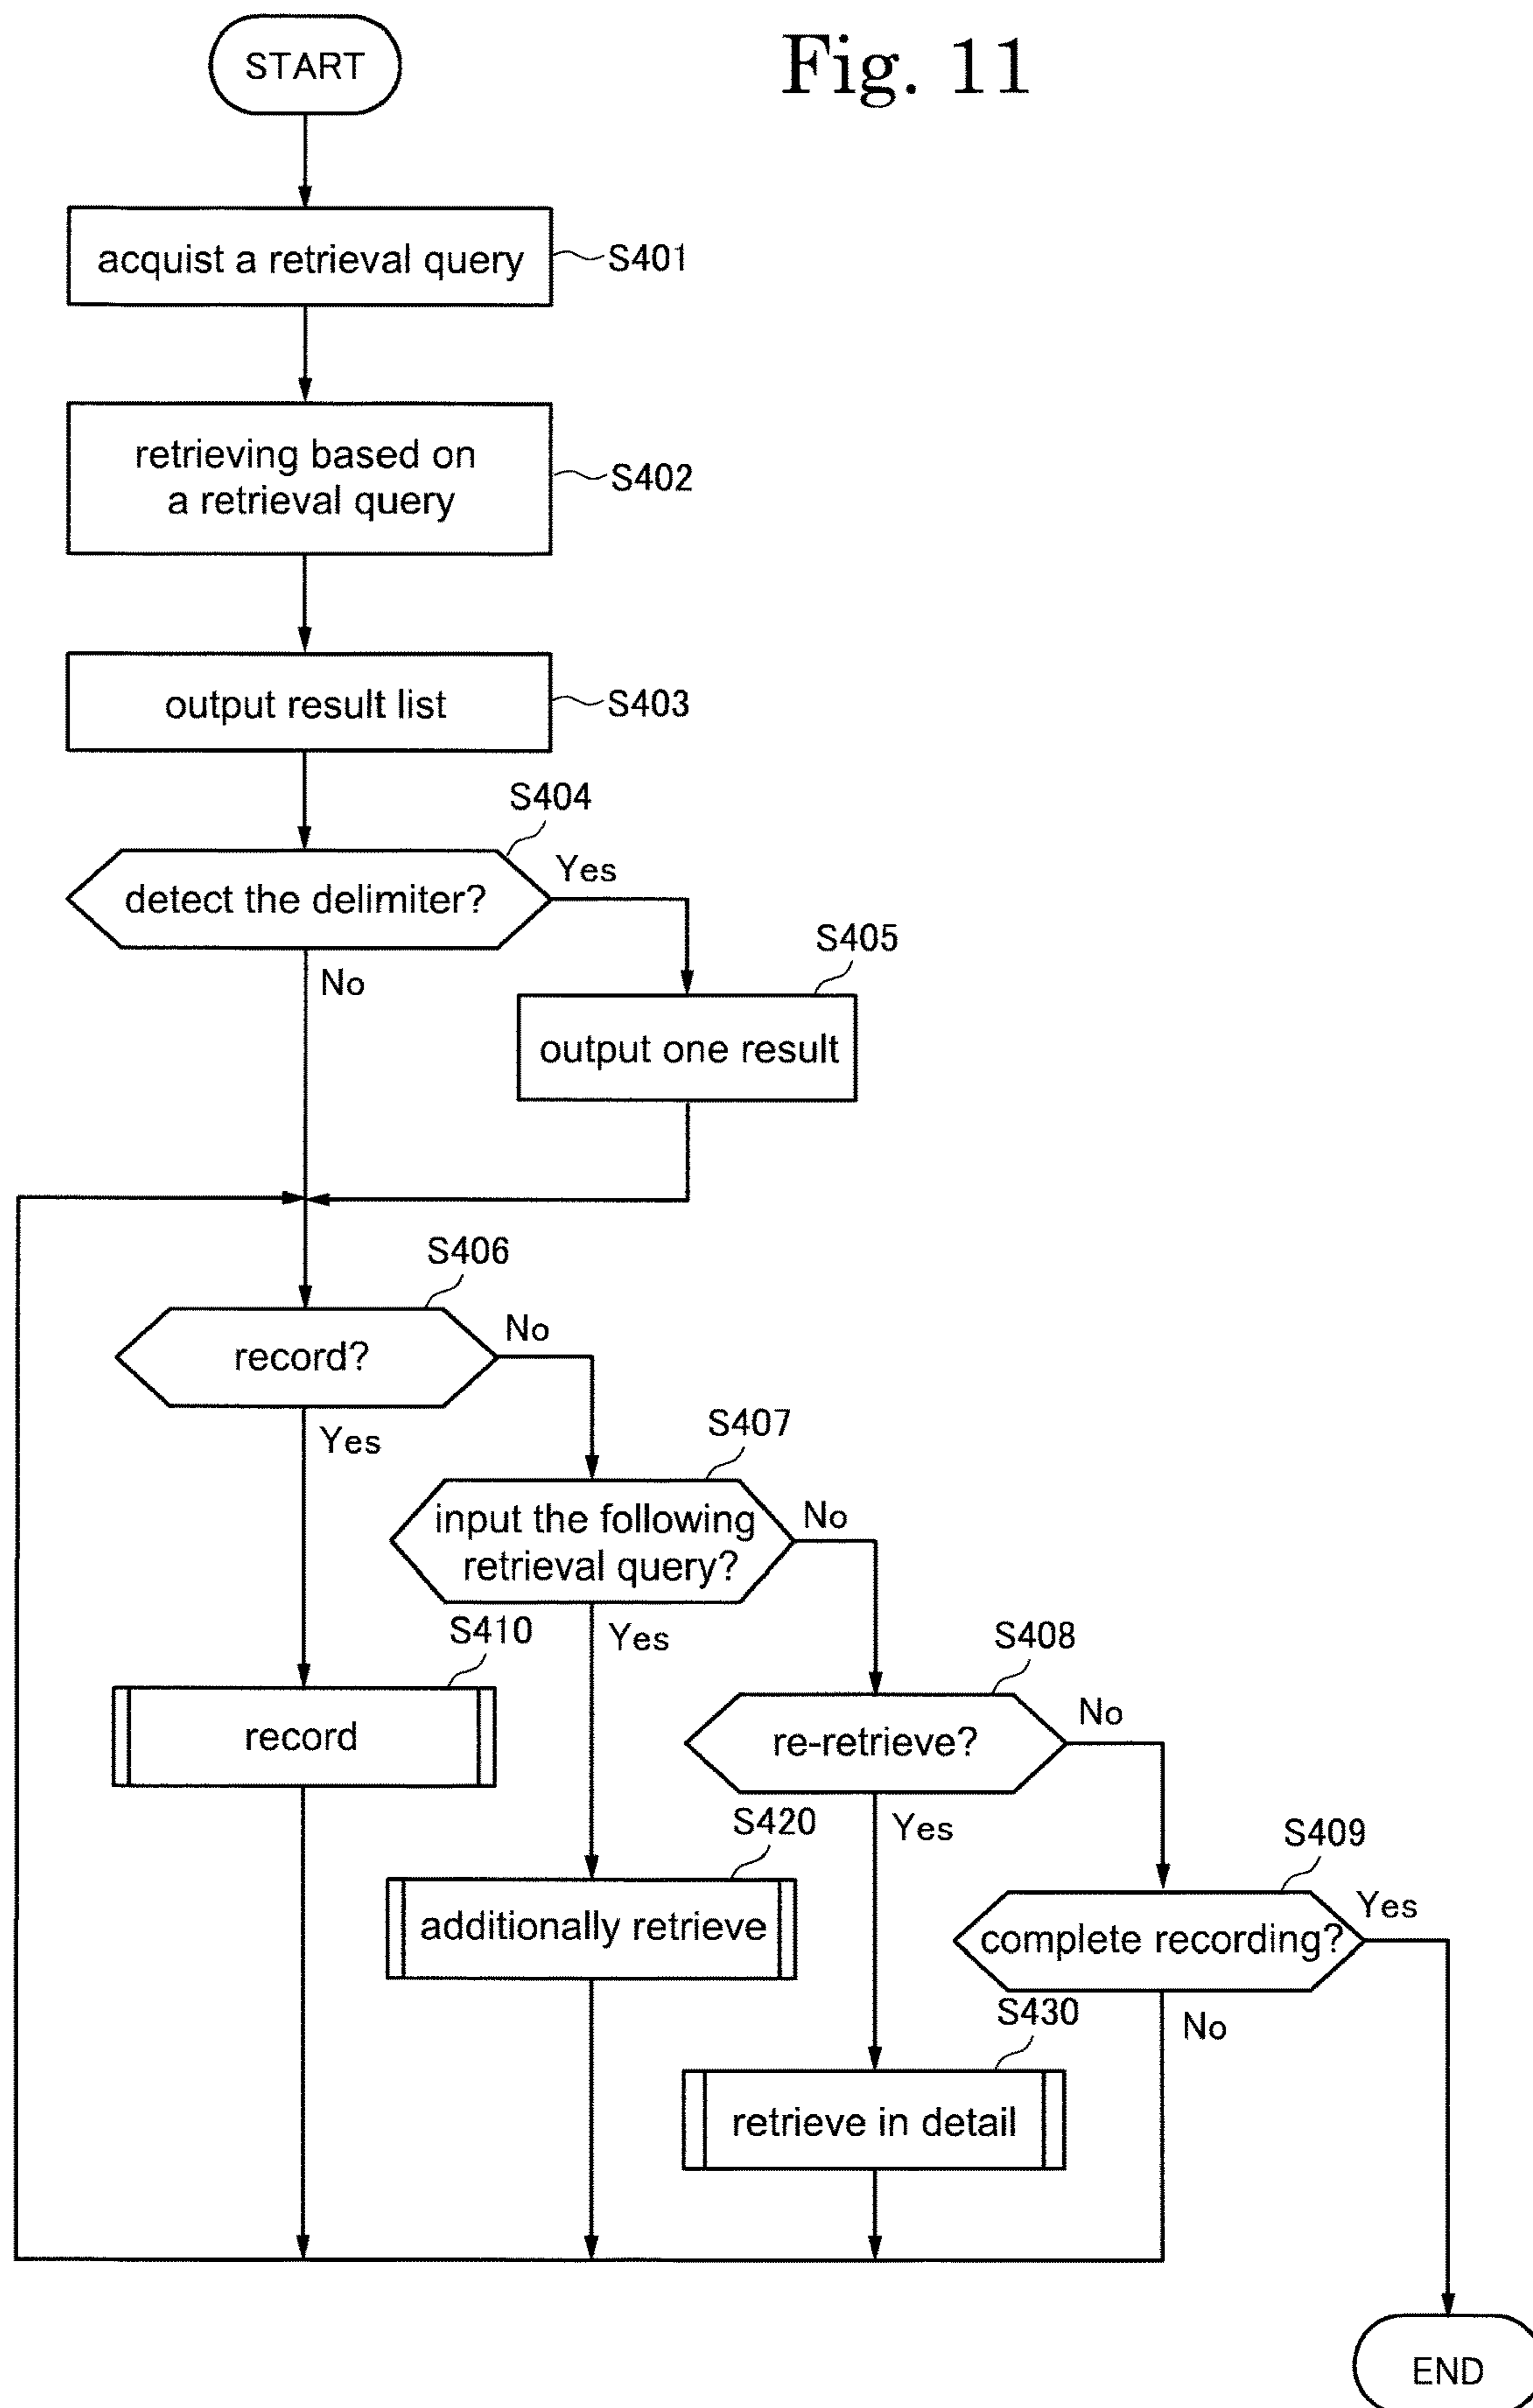 Fig. 11
START
acquist a retrieval query
S401
retrieving based on
a retrieval query
S402
output result list
S403
S404
detect the delimiter?
Yes
No
S405
output one result
S406
record?
No
Yes
S407
input the following
retrieval query?
No
Yes
S410
record
S408
re-retrieve?
No
Yes
S420
additionally retrieve
S409
complete recording?
Yes
No
S430
retrieve in detail
END